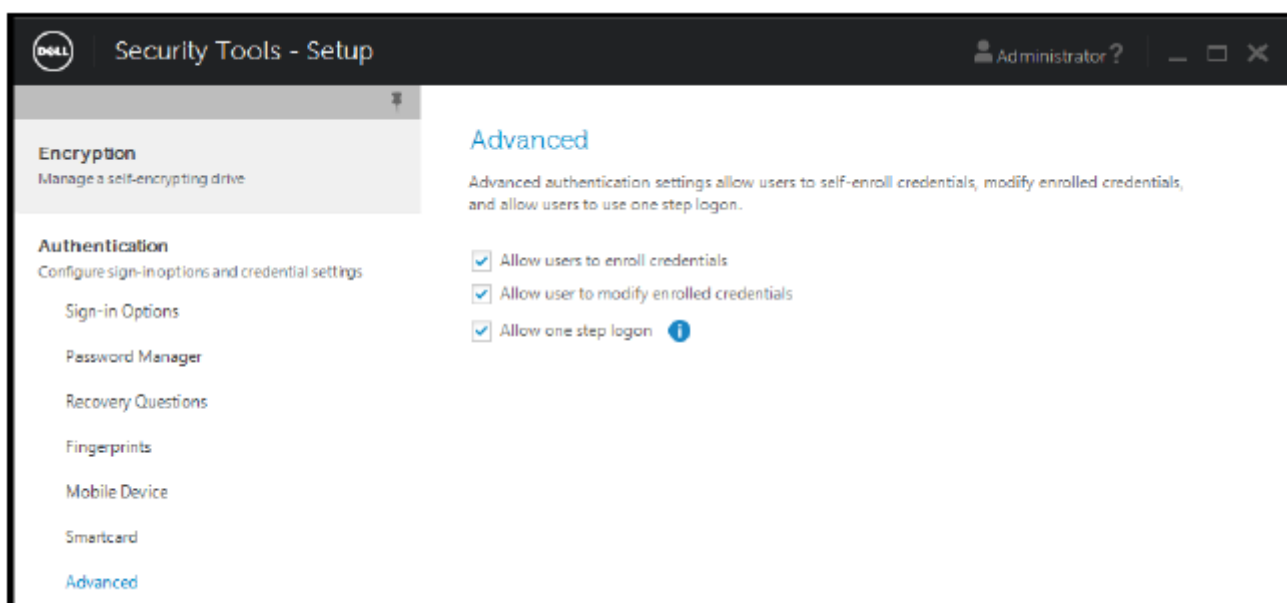 DELL
Security Tools - Setup
Administrator ?
Encryption
Manage a self-encrypting drive
Authentication
Configure sign-in options and credential settings
Sign-in Options
Password Manager
Recovery Questions
Fingerprints
Mobile Device
Smartcard
Advanced
Advanced
Advanced authentication settings allow users to self-enroll credentials, modify enrolled credentials,
and allow users to use one step logon.
Allow users to enroll credentials
Allow user to modify enrolled credentials
Allow one step logon i